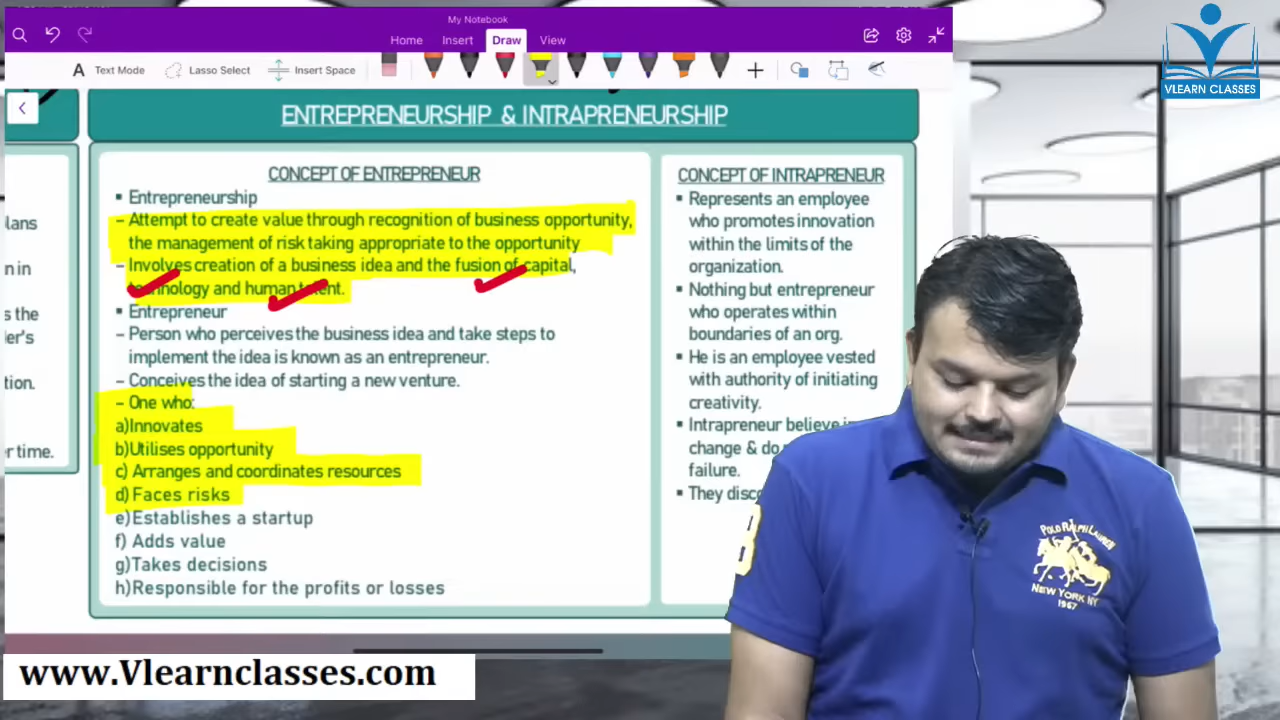 My Notebook
Home Insert Draw View
Text Mode Lasso Select Insert Space
VLEARN CLASSES
ENTREPRENEURSHIP & INTRAPRENEURSHIP
lans
n in
s the
er's
tion.
r time.
CONCEPT OF ENTREPRENEUR
▪ Entrepreneurship
– Attempt to create value through recognition of business opportunity,
the management of risk taking appropriate to the opportunity
– Involves creation of a business idea and the fusion of capital,
technology and human talent.
▪ Entrepreneur
– Person who perceives the business idea and take steps to
implement the idea is known as an entrepreneur.
– Conceives the idea of starting a new venture.
– One who:
a)Innovates
b)Utilises opportunity
c) Arranges and coordinates resources
d) Faces risks
e)Establishes a startup
f) Adds value
g)Takes decisions
h)Responsible for the profits or losses
CONCEPT OF INTRAPRENEUR
▪ Represents an employee
who promotes innovation
within the limits of the
organization.
▪ Nothing but entrepreneur
who operates within
boundaries of an org.
▪ He is an employee vested
with authority of initiating
creativity.
▪ Intrapreneur believe
change & do
failure.
▪ They
POLO RALPH LAUREN
NEW YORK NY
1967
www.Vlearnclasses.com